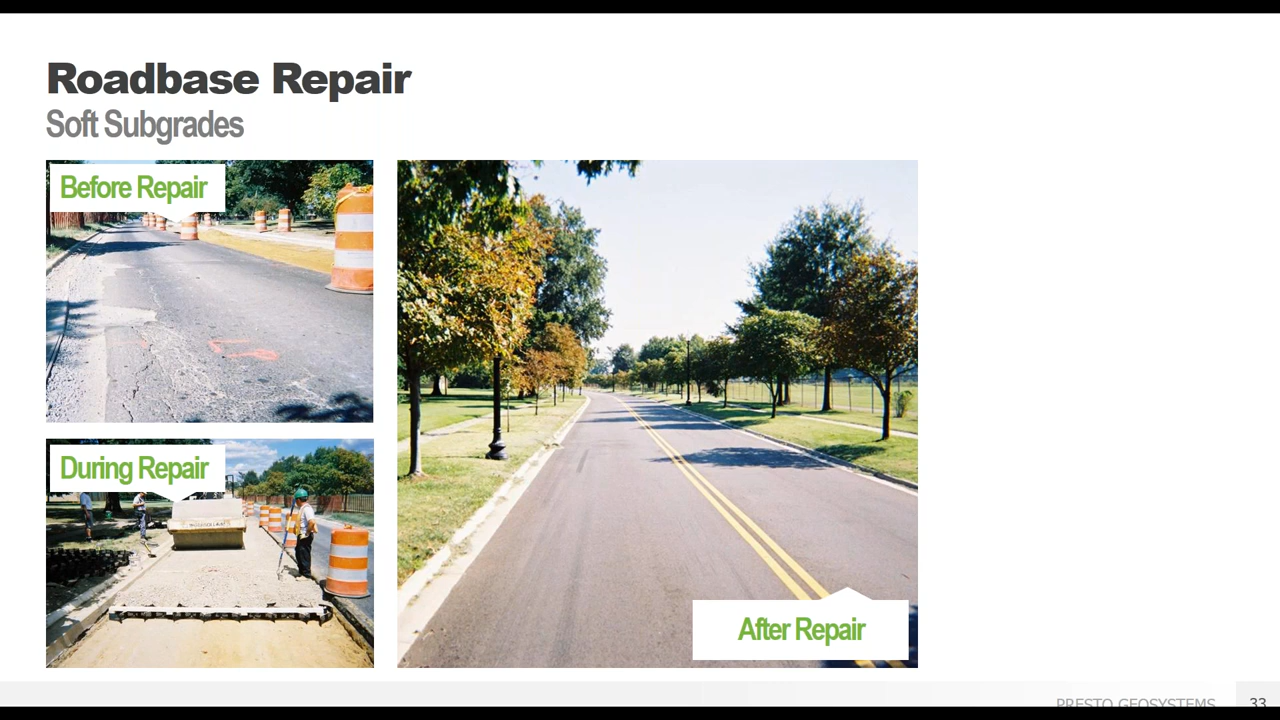 Roadbase Repair
Soft Subgrades
Before Repair
During Repair
After Repair
PRESTO GEOSYSTEMS
33